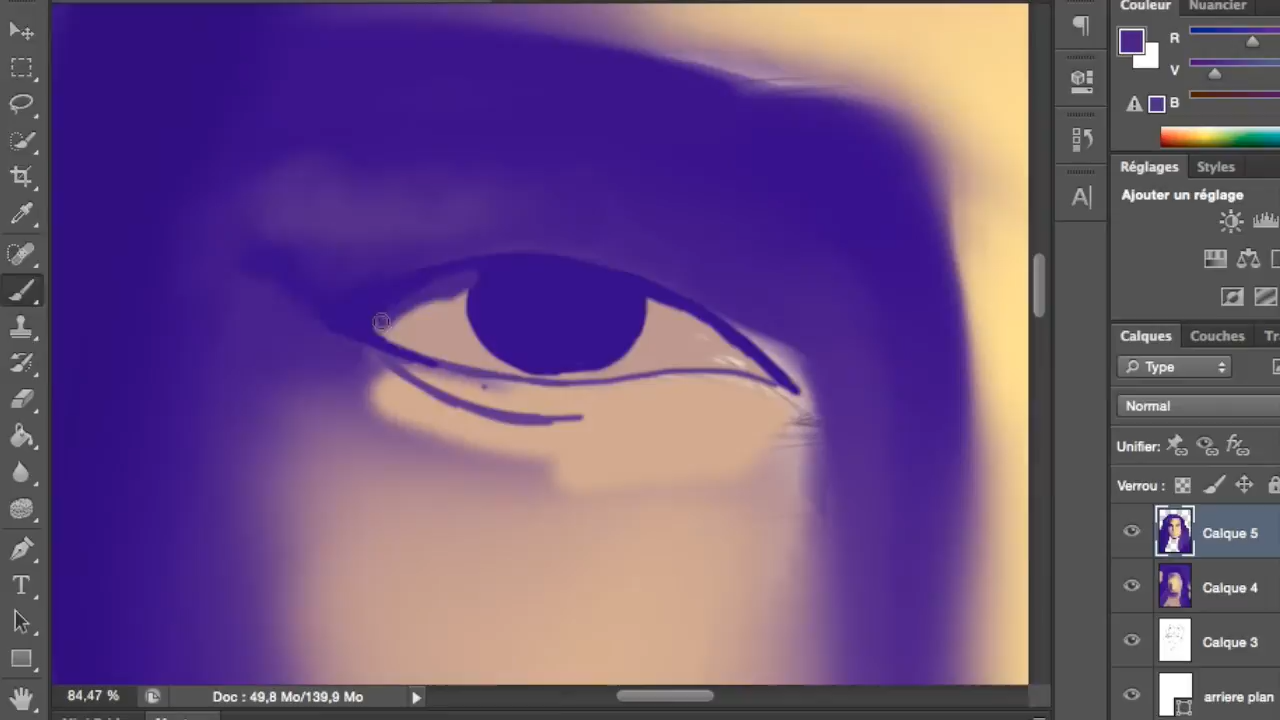 Couleur Nuancier
R
V
B
Réglages Styles
Ajouter un réglage
Calques Couches
Type
Normal
Unifier :
fx
Verrou :
Calque 5
Calque 4
Calque 3
arriere plan
A
T
84,47 % Doc : 49,8 Mo/139,9 Mo